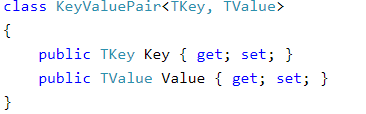 class KeyValuePair<TKey, TValue>
{
    public TKey Key { get; set; }
    public TValue Value { get; set; }
}